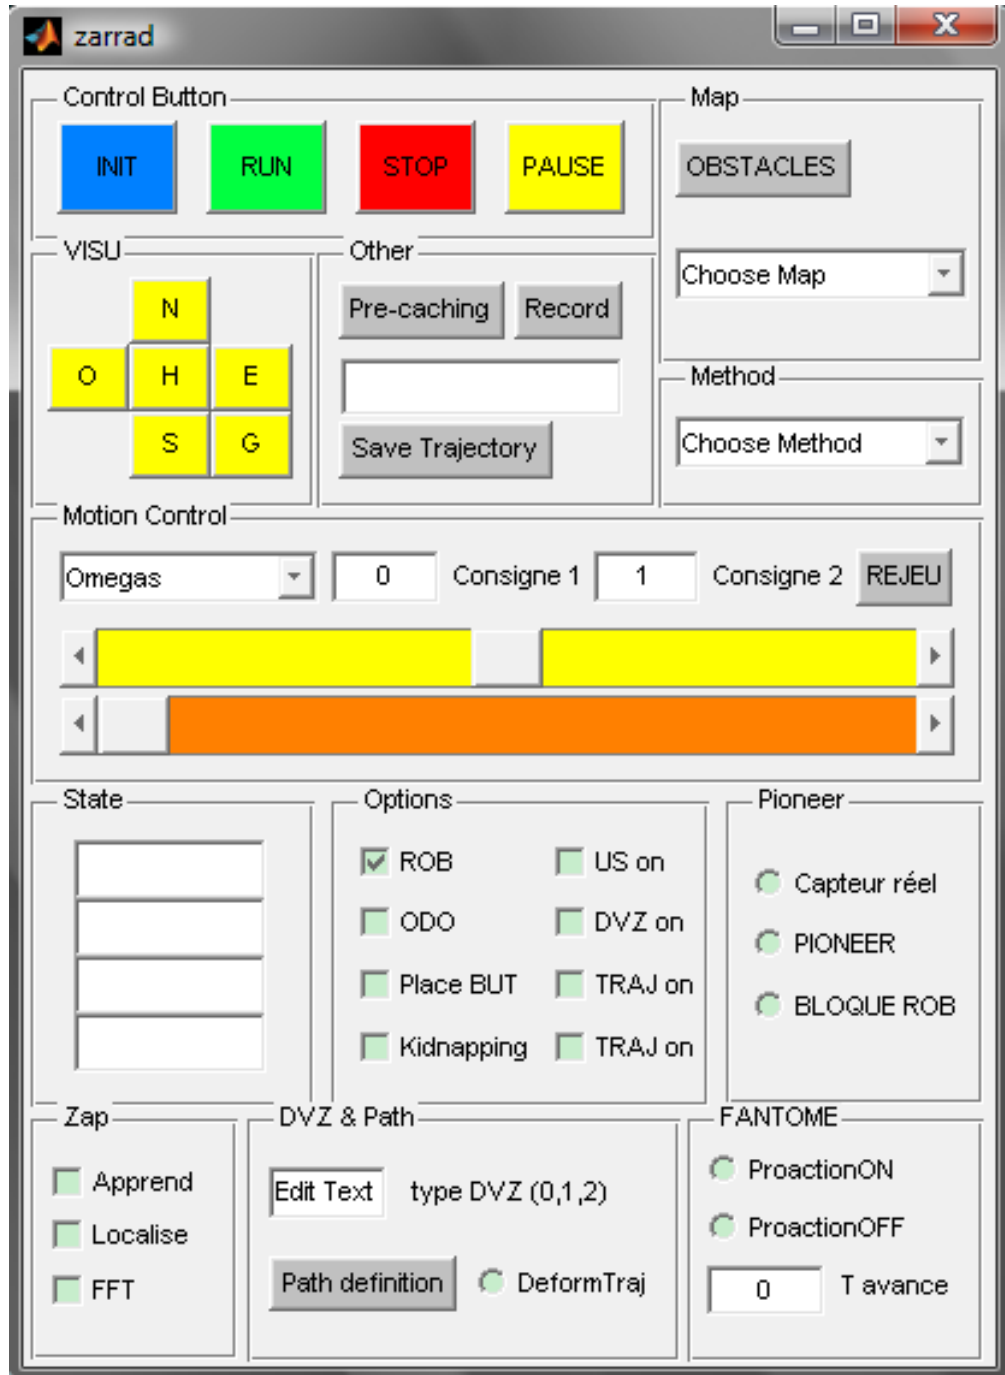 zarrad
Control Button
INIT
RUN
STOP
PAUSE
Map
OBSTACLES
Choose Map
VISU
N
O
H
E
S
G
Other
Pre-caching
Record
Save Trajectory
Method
Choose Method
Motion Control
Omegas
0
Consigne 1
1
Consigne 2
REJEU
State
Options
ROB
US on
ODO
DVZ on
Place BUT
TRAJ on
Kidnapping
TRAJ on
Pioneer
Capteur réel
PIONEER
BLOQUE ROB
Zap
Apprend
Localise
FFT
DVZ & Path
Edit Text
type DVZ (0,1,2)
Path definition
DeformTraj
FANTOME
ProactionON
ProactionOFF
0
T avance